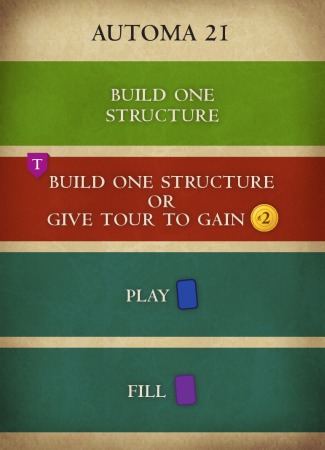 AUTOMA 21
BUILD ONE
STRUCTURE
T
BUILD ONE STRUCTURE
OR
GIVE TOUR TO GAIN 2
PLAY
FILL